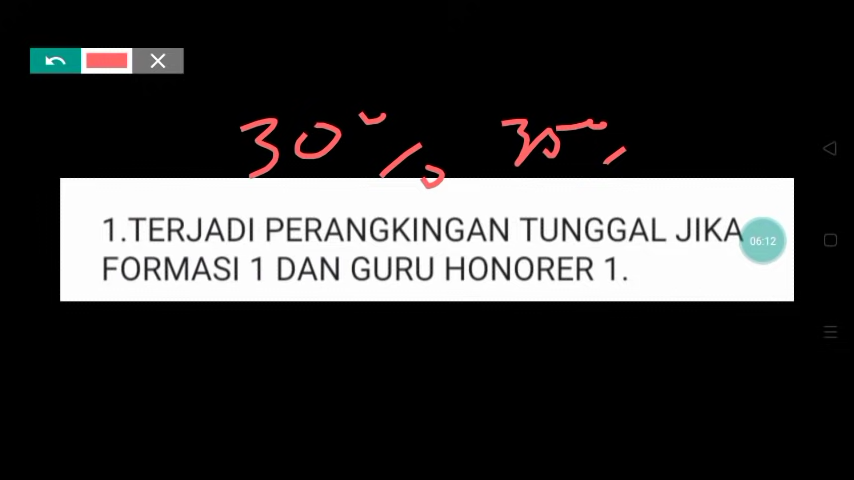 30% 35%
1.TERJADI PERANGKINGAN TUNGGAL JIKA
FORMASI 1 DAN GURU HONORER 1.
06:12